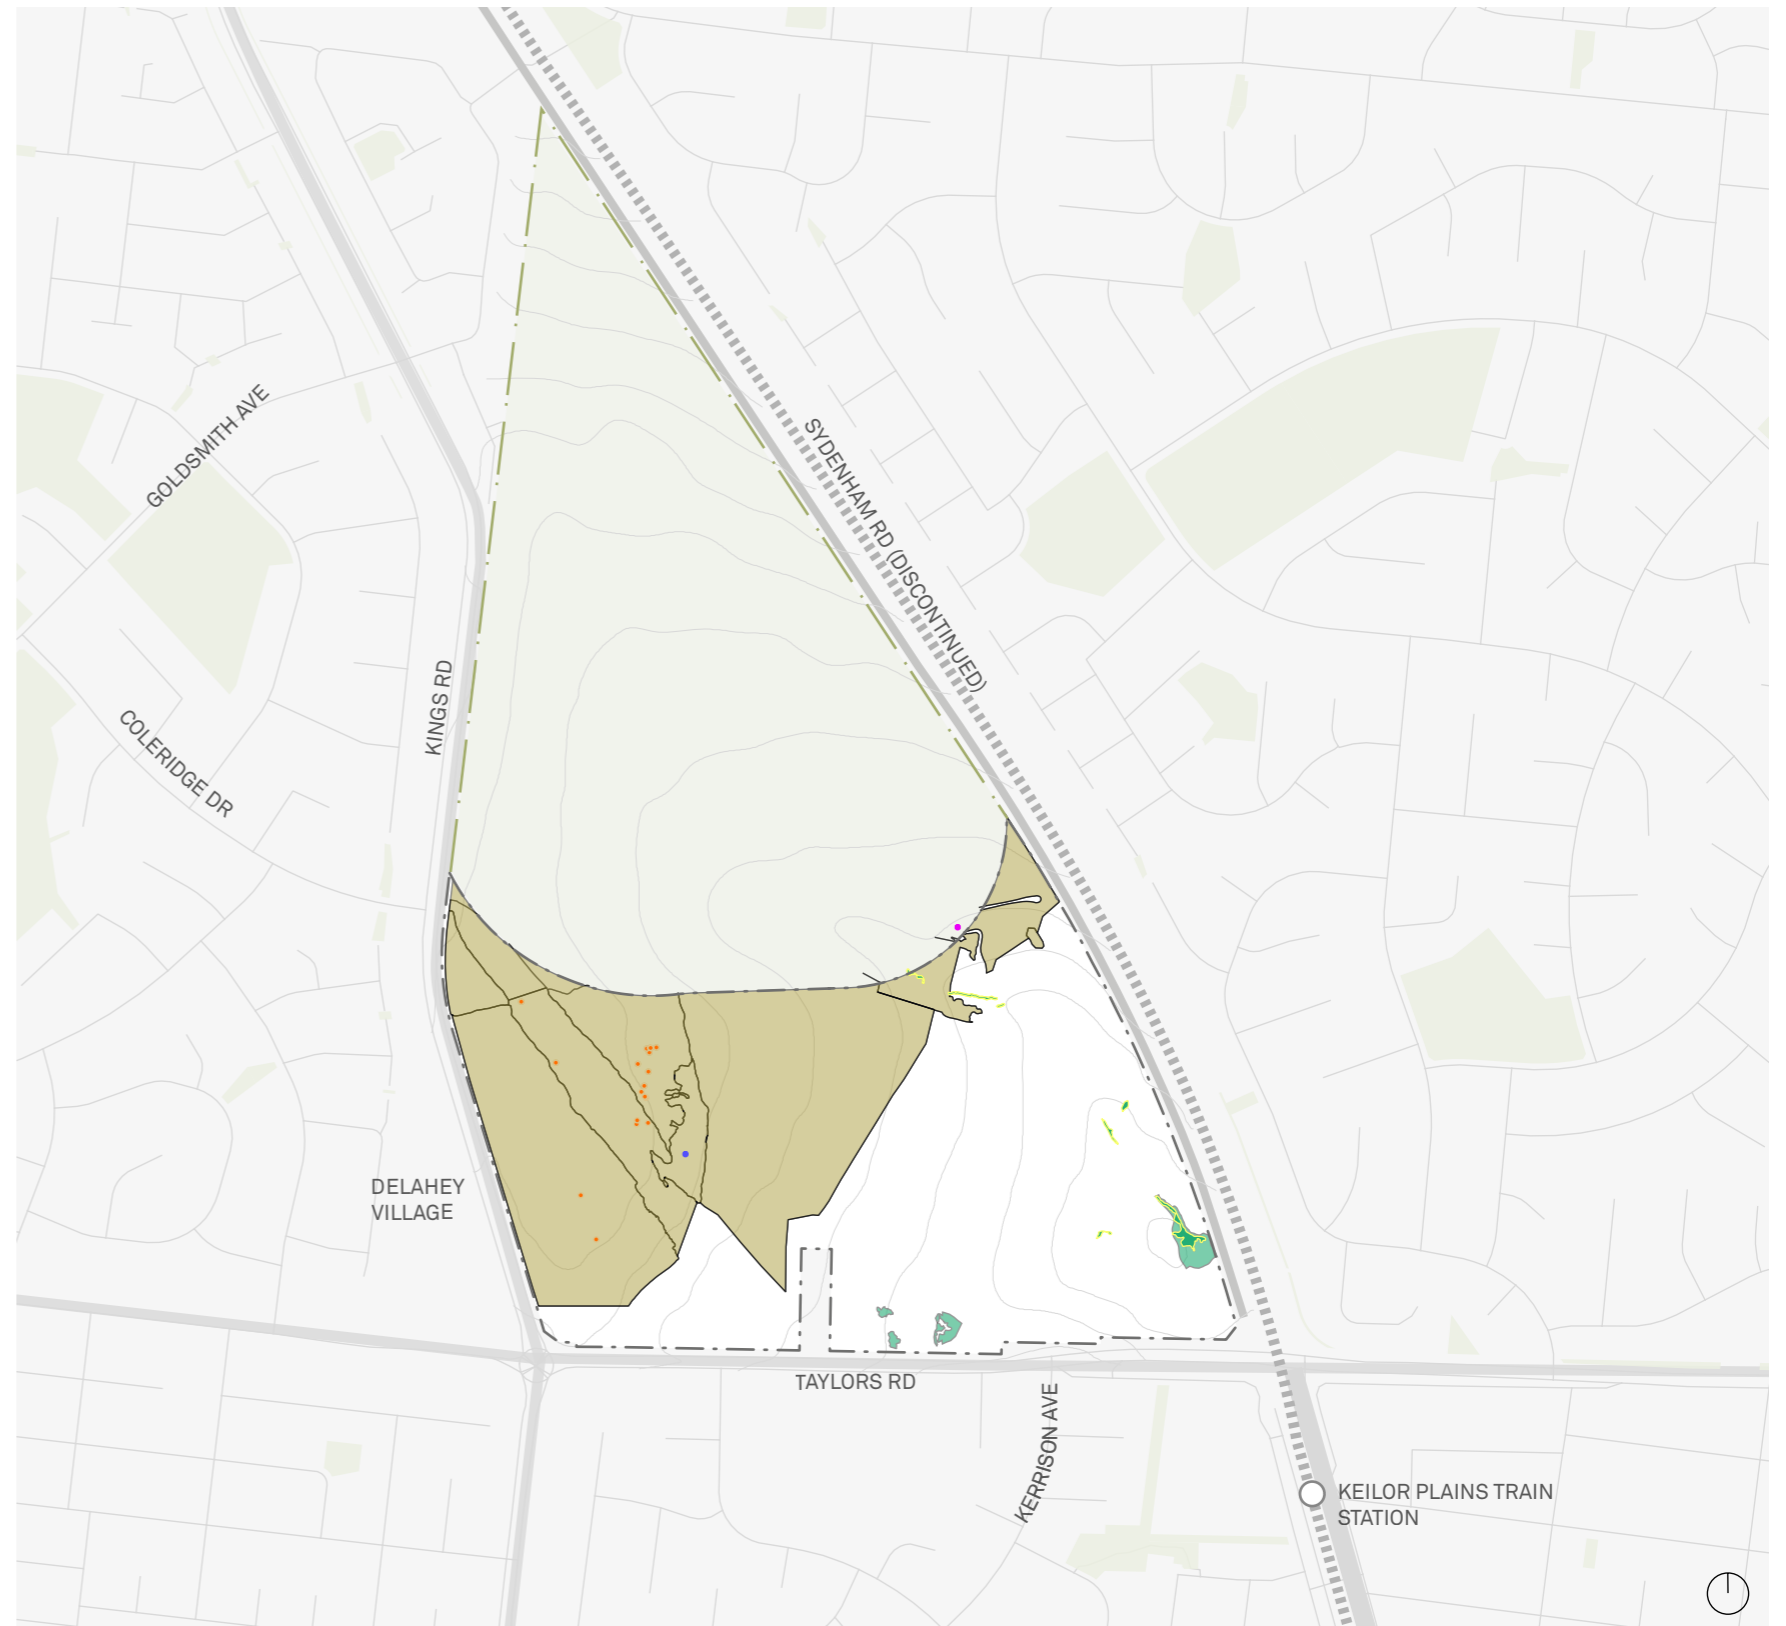 GOLDSMITH AVE
SYDENHAM RD (DISCONTINUED)
KINGS RD
COLERIDGE DR
DELAHEY
VILLAGE
TAYLORS RD
KERRISON AVE
KEILOR PLAINS TRAIN
STATION